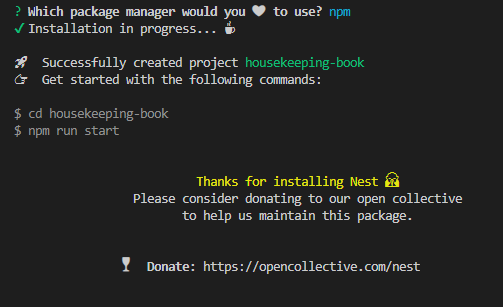 ? Which package manager would you ❤ to use? npm
✓ Installation in progress... ☕
🚀 Successfully created project housekeeping-book
👉 Get started with the following commands:
$ cd housekeeping-book
$ npm run start
Thanks for installing Nest 🙏
Please consider donating to our open collective
to help us maintain this package.
🍷 Donate: https://opencollective.com/nest